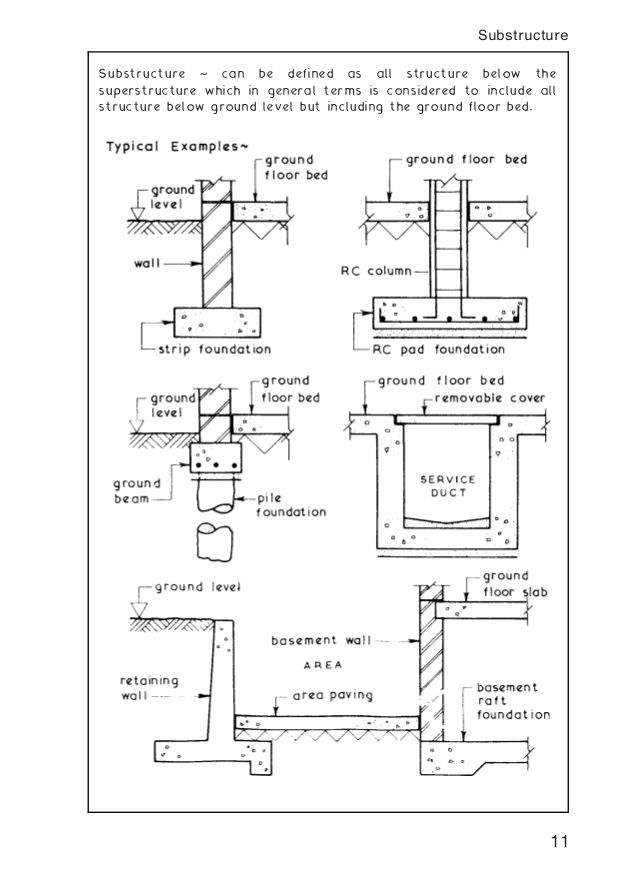 Substructure
Substructure ~ can be defined as all structure below the
superstructure which in general terms is considered to include all
structure below ground level but including the ground floor bed.
Typical Examples~
ground
floor bed
ground
level
wall
strip foundation
ground floor bed
RC column
RC pad foundation
ground
floor bed
ground
level
ground
beam
pile
foundation
ground floor bed
removable cover
SERVICE
DUCT
ground level
ground
floor slab
basement wall
AREA
retaining
wall
area paving
basement
raft
foundation
11